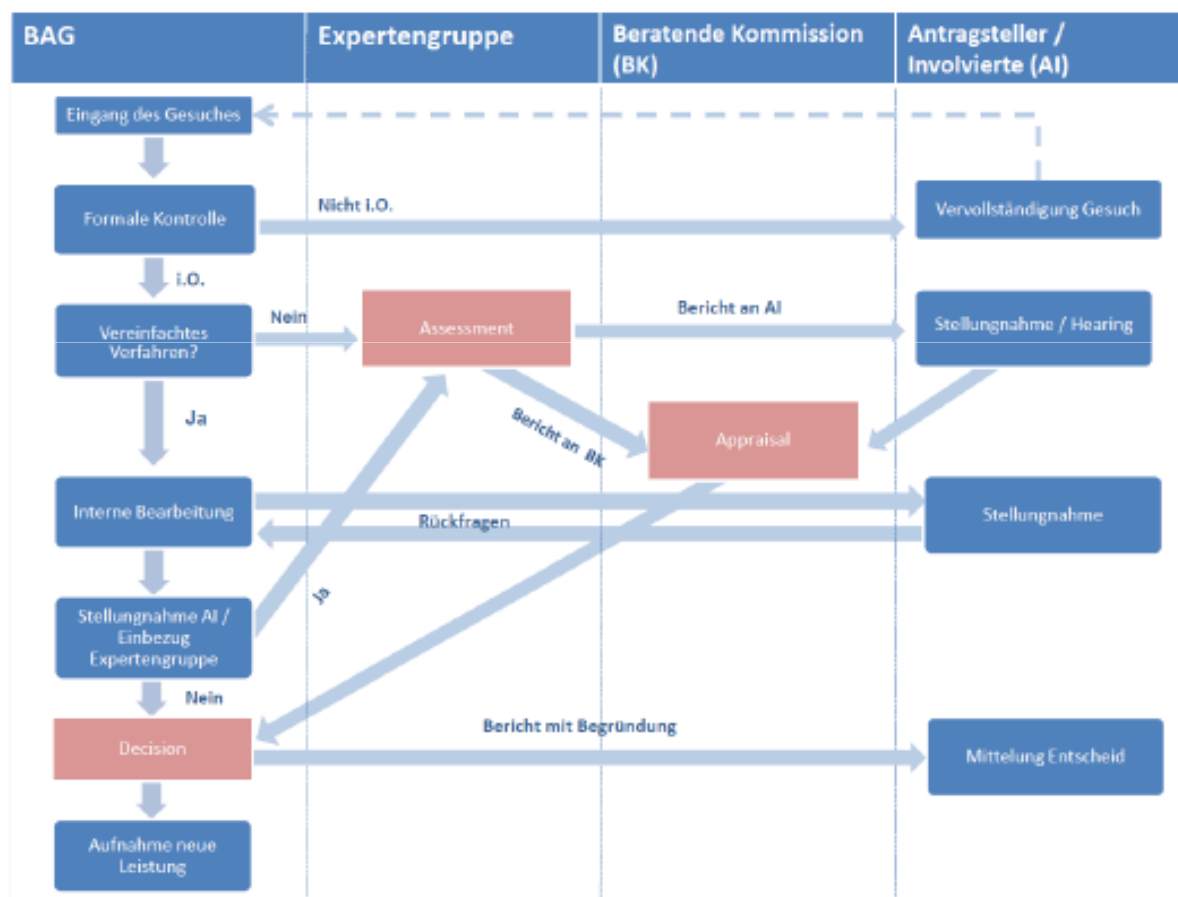 BAG
Expertengruppe
Beratende Kommission
(BK)
Antragsteller /
Involvierte (AI)
Eingang des Gesuches
Formale Kontrolle
Nicht i.O.
Vervollständigung Gesuch
i.O.
Vereinfachtes
Verfahren?
Nein
Assessment
Bericht an AI
Stellungnahme / Hearing
Ja
Bericht an BK
Appraisal
Interne Bearbeitung
Rückfragen
Stellungnahme
Ja
Stellungnahme AI /
Einbezug
Expertengruppe
Nein
Decision
Bericht mit Begründung
Mittelung Entscheid
Aufnahme neue
Leistung